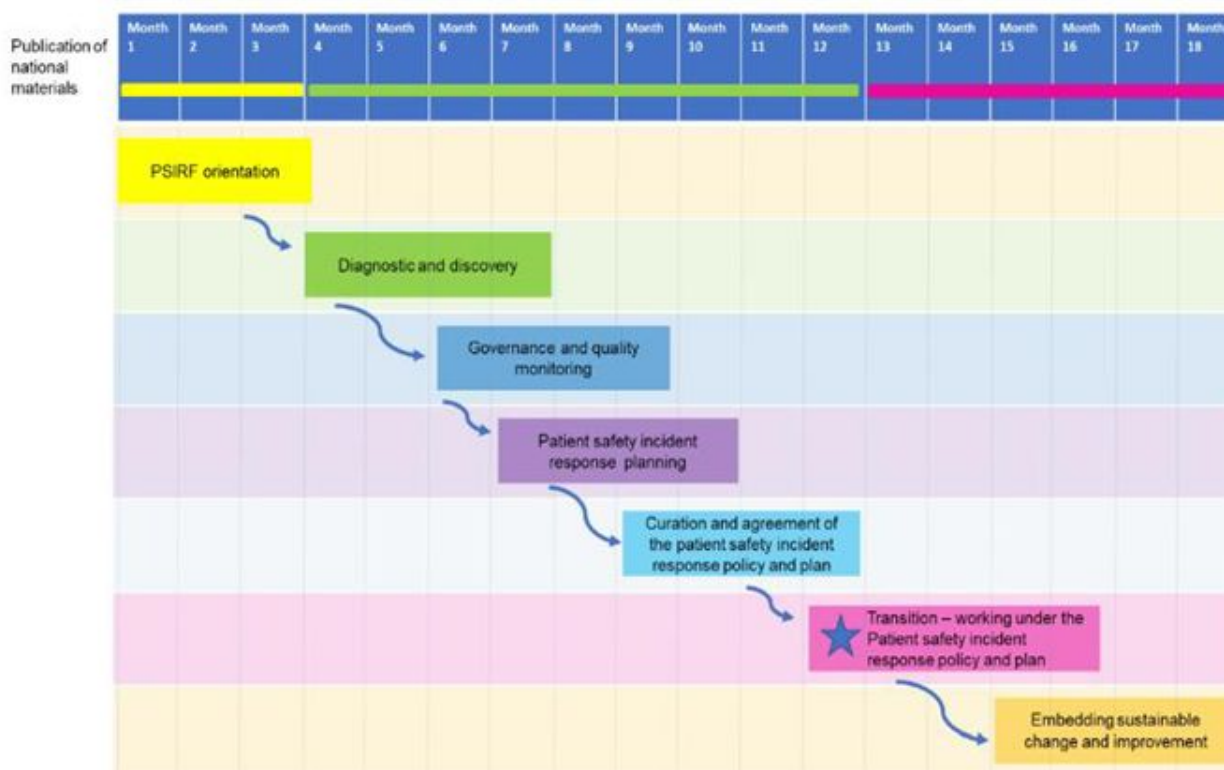 Publication of
national
materials
Month 1
Month 2
Month 3
Month 4
Month 5
Month 6
Month 7
Month 8
Month 9
Month 10
Month 11
Month 12
Month 13
Month 14
Month 15
Month 16
Month 17
Month 18
PSIRF orientation
Diagnostic and discovery
Governance and quality
monitoring
Patient safety incident
response planning
Curation and agreement of
the patient safety incident
response policy and plan
Transition – working under the
Patient safety incident
response policy and plan
Embedding sustainable
change and improvement